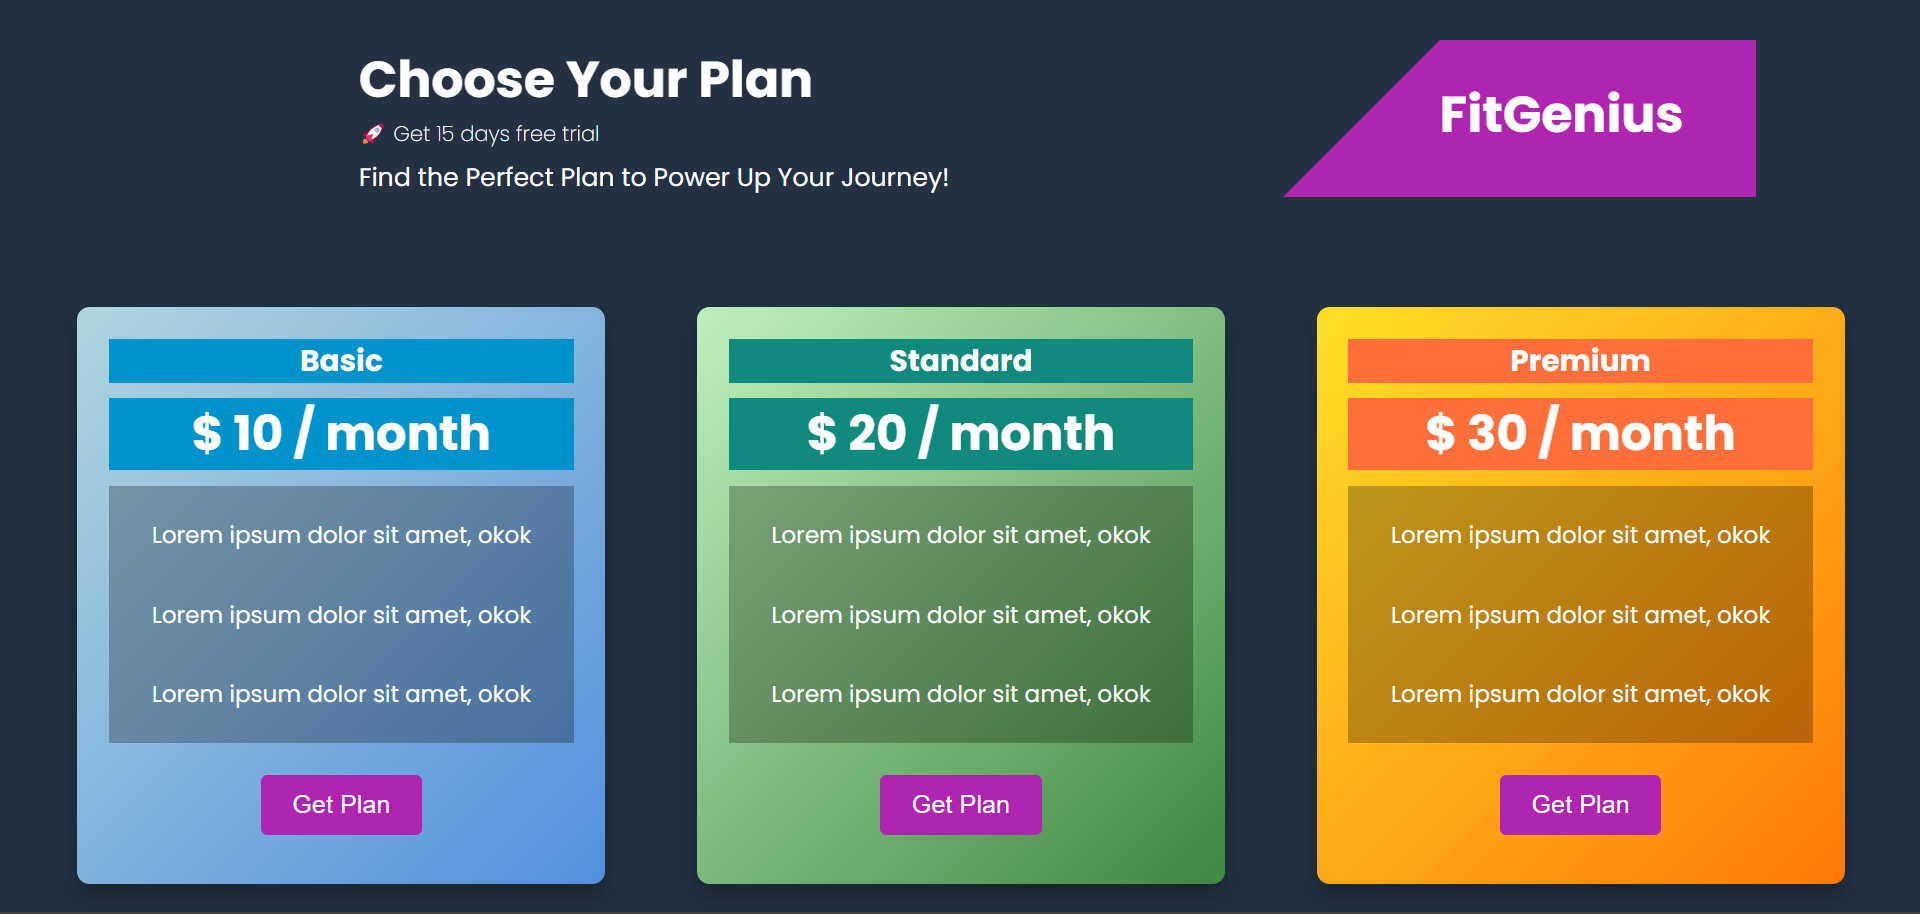 Choose Your Plan
🚀 Get 15 days free trial
Find the Perfect Plan to Power Up Your Journey!
FitGenius
Basic
$ 10 / month
Lorem ipsum dolor sit amet, okok
Lorem ipsum dolor sit amet, okok
Lorem ipsum dolor sit amet, okok
Get Plan
Standard
$ 20 / month
Lorem ipsum dolor sit amet, okok
Lorem ipsum dolor sit amet, okok
Lorem ipsum dolor sit amet, okok
Get Plan
Premium
$ 30 / month
Lorem ipsum dolor sit amet, okok
Lorem ipsum dolor sit amet, okok
Lorem ipsum dolor sit amet, okok
Get Plan